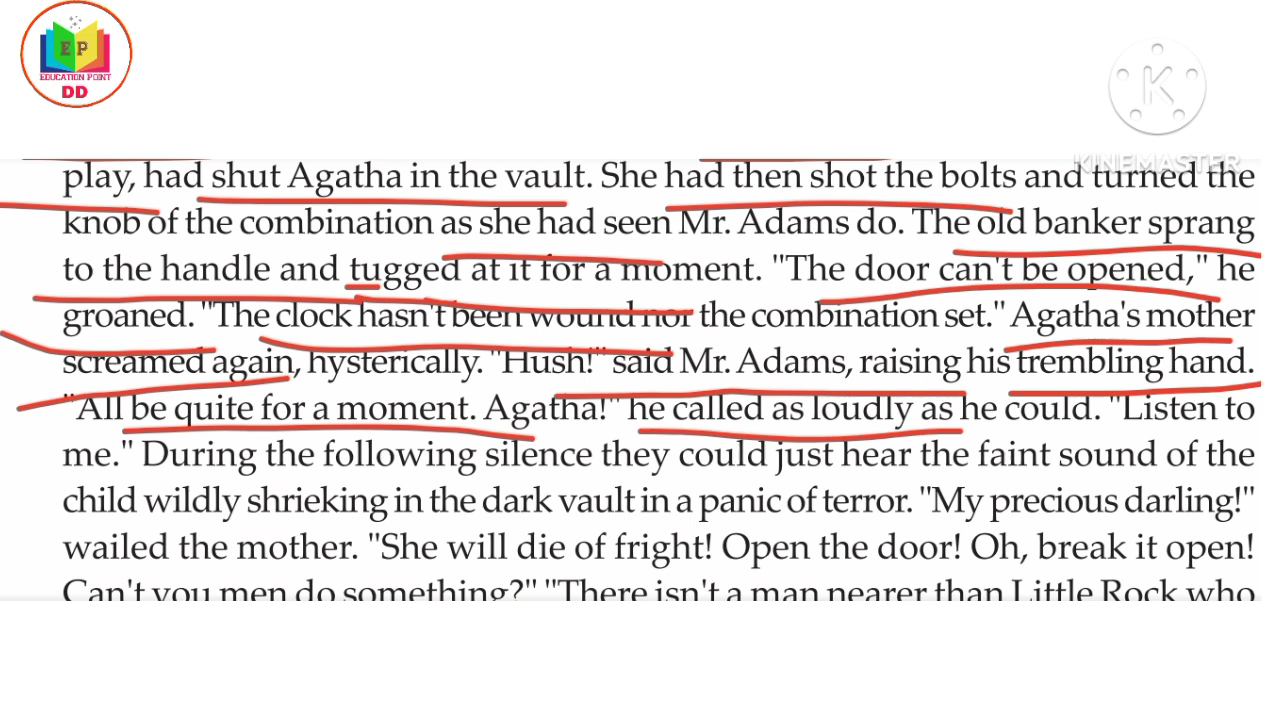 EP
EDUCATION POINT
DD
K
KINEMASTER
play, had shut Agatha in the vault. She had then shot the bolts and turned the
knob of the combination as she had seen Mr. Adams do. The old banker sprang
to the handle and tugged at it for a moment. "The door can't be opened," he
groaned. "The clock hasn't been wound nor the combination set." Agatha's mother
screamed again, hysterically. "Hush!" said Mr. Adams, raising his trembling hand.
"All be quite for a moment. Agatha!" he called as loudly as he could. "Listen to
me." During the following silence they could just hear the faint sound of the
child wildly shrieking in the dark vault in a panic of terror. "My precious darling!"
wailed the mother. "She will die of fright! Open the door! Oh, break it open!
Can't you men do something?" "There isn't a man nearer than Little Rock who